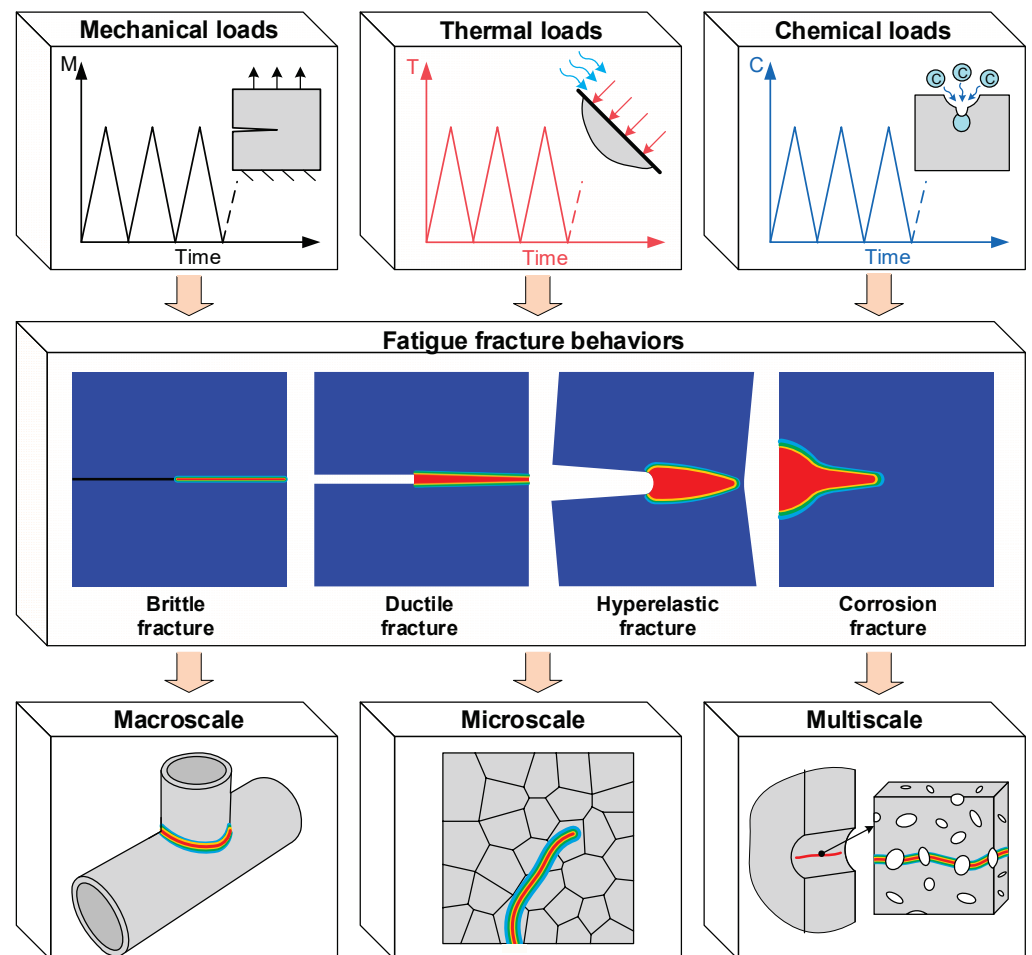 Mechanical loads
M
Time
Thermal loads
T
Time
Chemical loads
C
C
C
C
Time
Fatigue fracture behaviors
Brittle
fracture
Ductile
fracture
Hyperelastic
fracture
Corrosion
fracture
Macroscale
Microscale
Multiscale